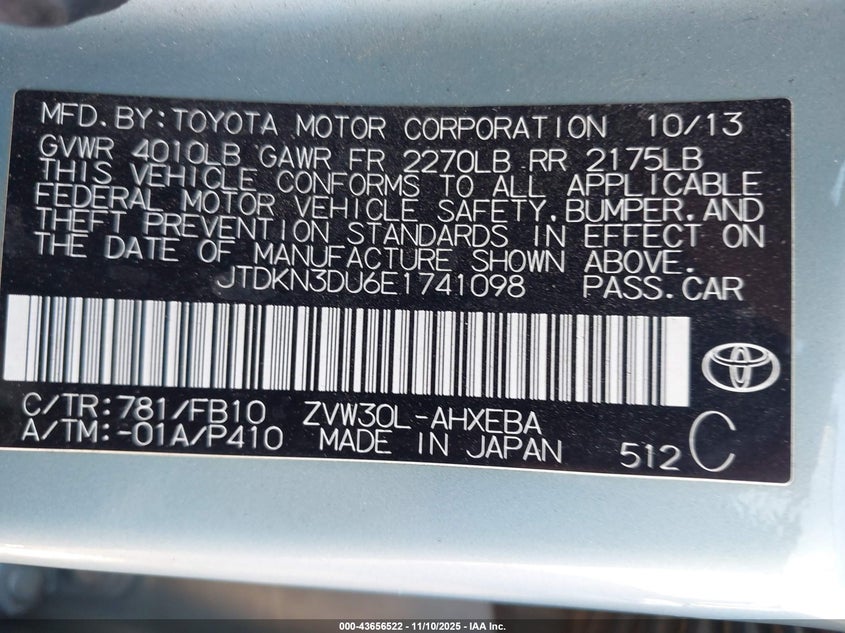 MFD. BY: TOYOTA MOTOR CORPORATION 10/13
GVWR 4010LB GAWR FR 2270LB RR 2175LB
THIS VEHICLE CONFORMS TO ALL APPLICABLE
FEDERAL MOTOR VEHICLE SAFETY, BUMPER, AND
THEFT PREVENTION STANDARDS IN EFFECT ON
THE DATE OF MANUFACTURE SHOWN ABOVE.
JTDKN3DU6E1741098 PASS. CAR
C/TR: 781/FB10 ZVW30L-AHXEBA
A/TM: -01A/P410 MADE IN JAPAN 512 C
000-43656522 - 11/10/2025 - IAA Inc.